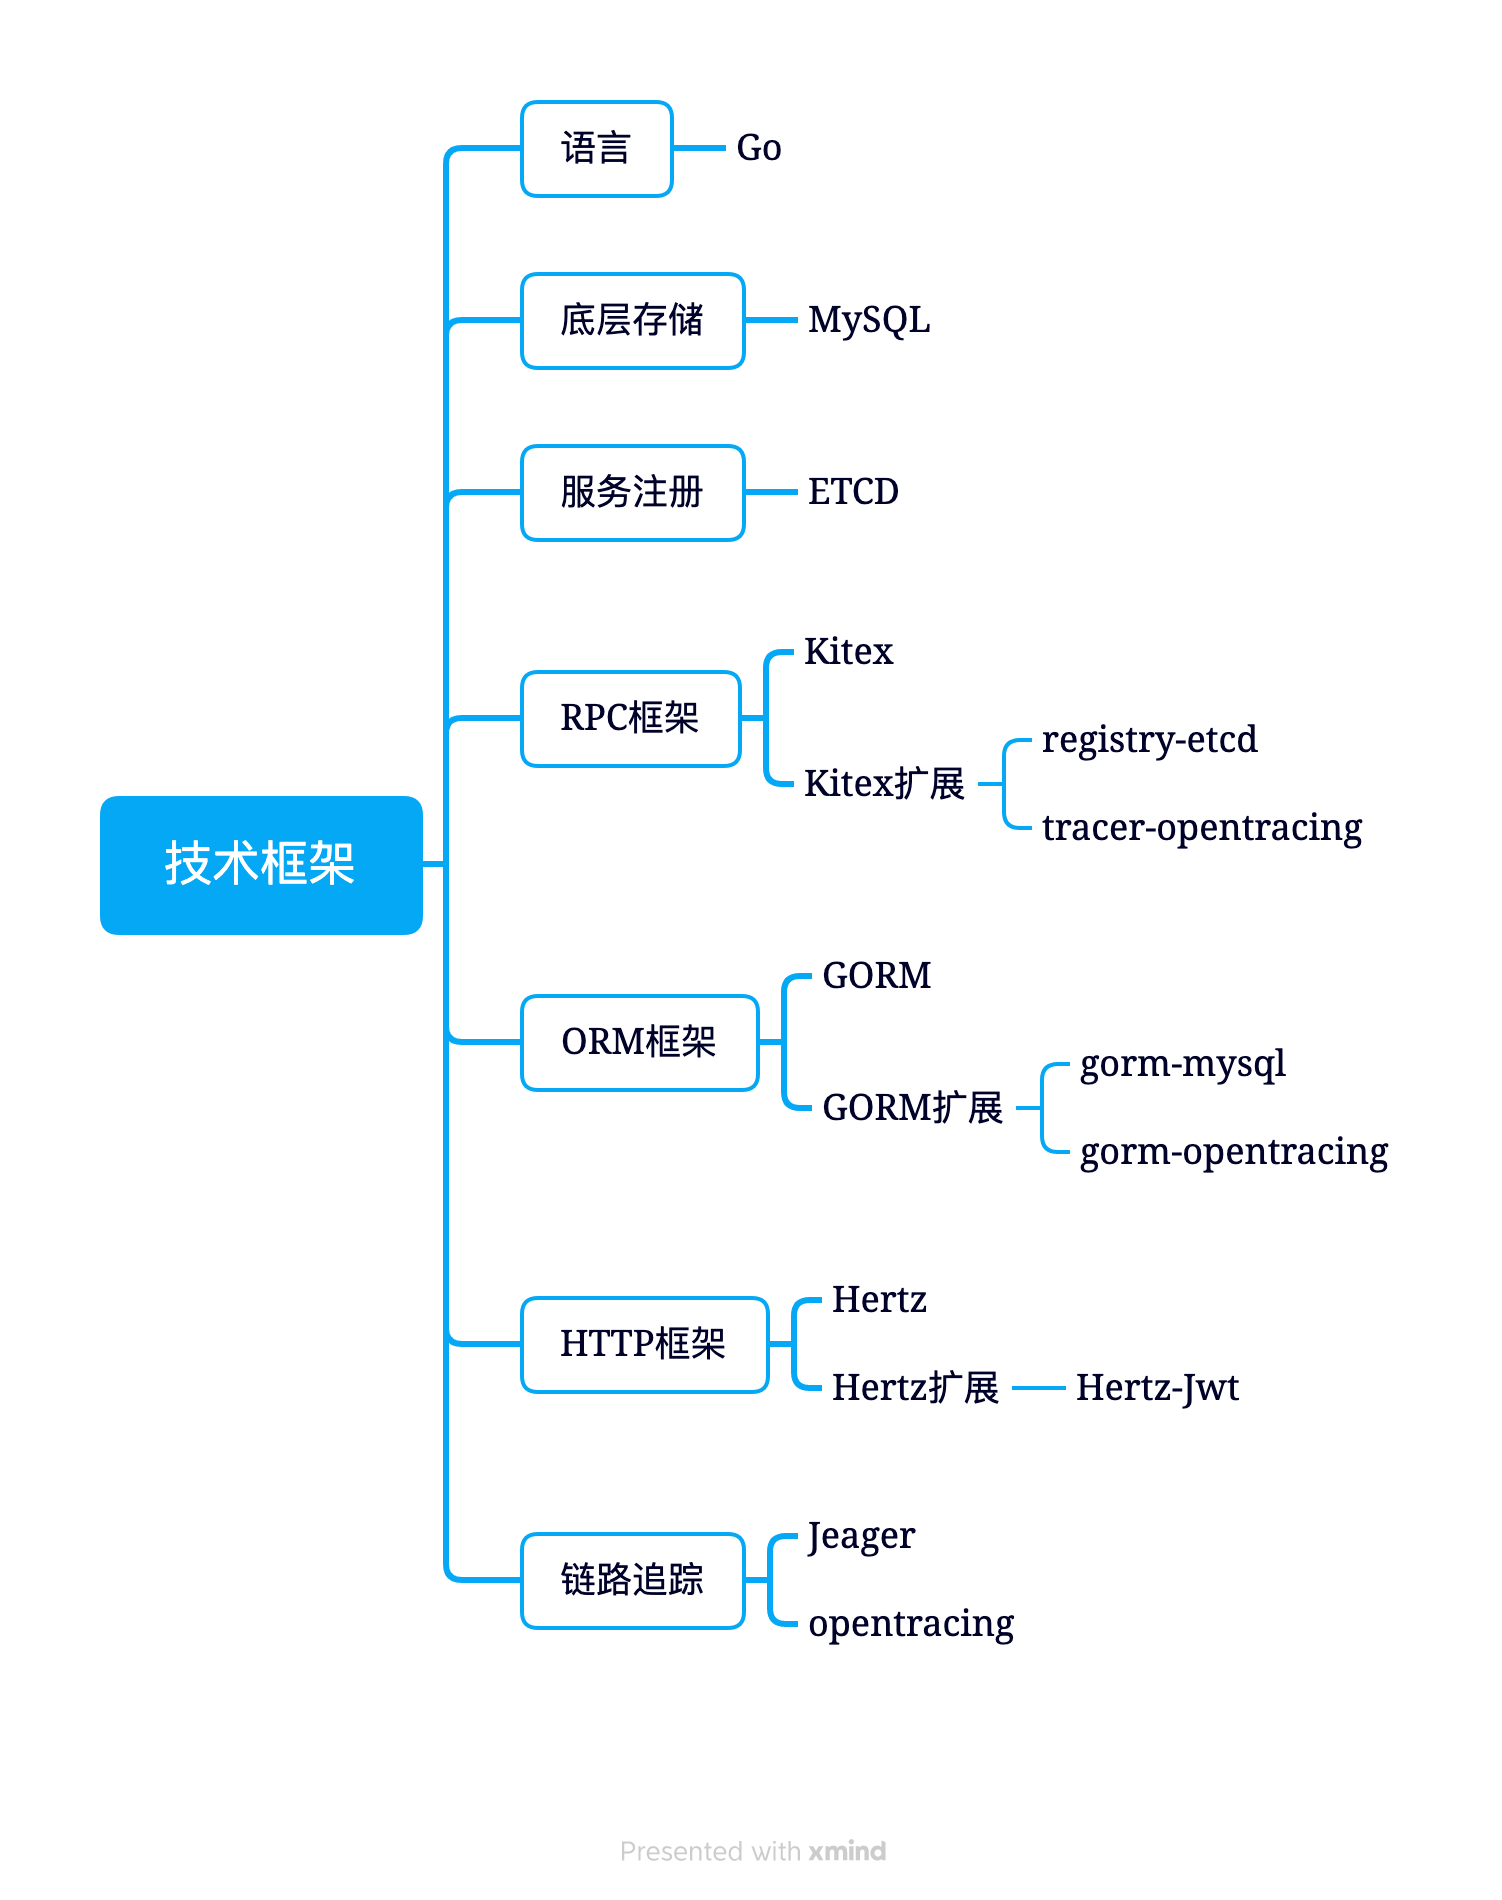 语言
Go
底层存储
MySQL
服务注册
ETCD
RPC框架
Kitex
Kitex扩展
registry-etcd
tracer-opentracing
技术框架
ORM框架
GORM
GORM扩展
gorm-mysql
gorm-opentracing
HTTP框架
Hertz
Hertz扩展
Hertz-Jwt
链路追踪
Jeager
opentracing
Presented with xmind